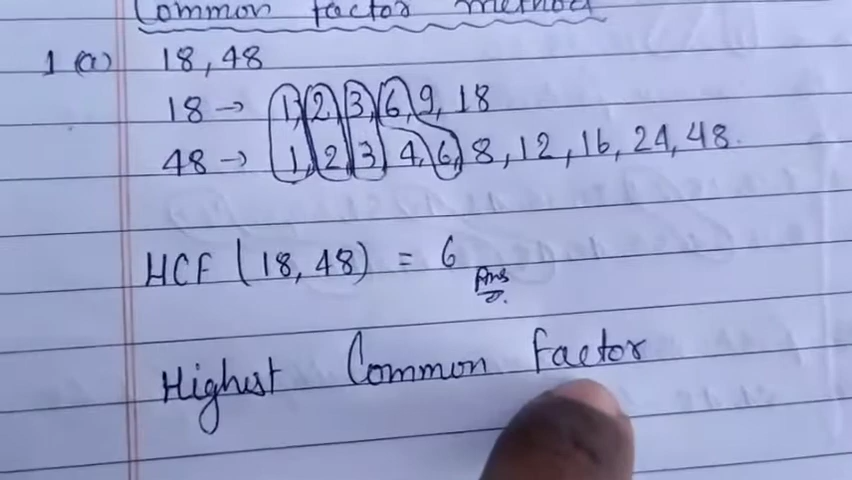 Common factor method
1 (a) 18, 48
18 → 1, 2, 3, 6, 9, 18
48 → 1, 2, 3, 4, 6, 8, 12, 16, 24, 48.
HCF (18, 48) = 6 Ans
Highest Common Factor